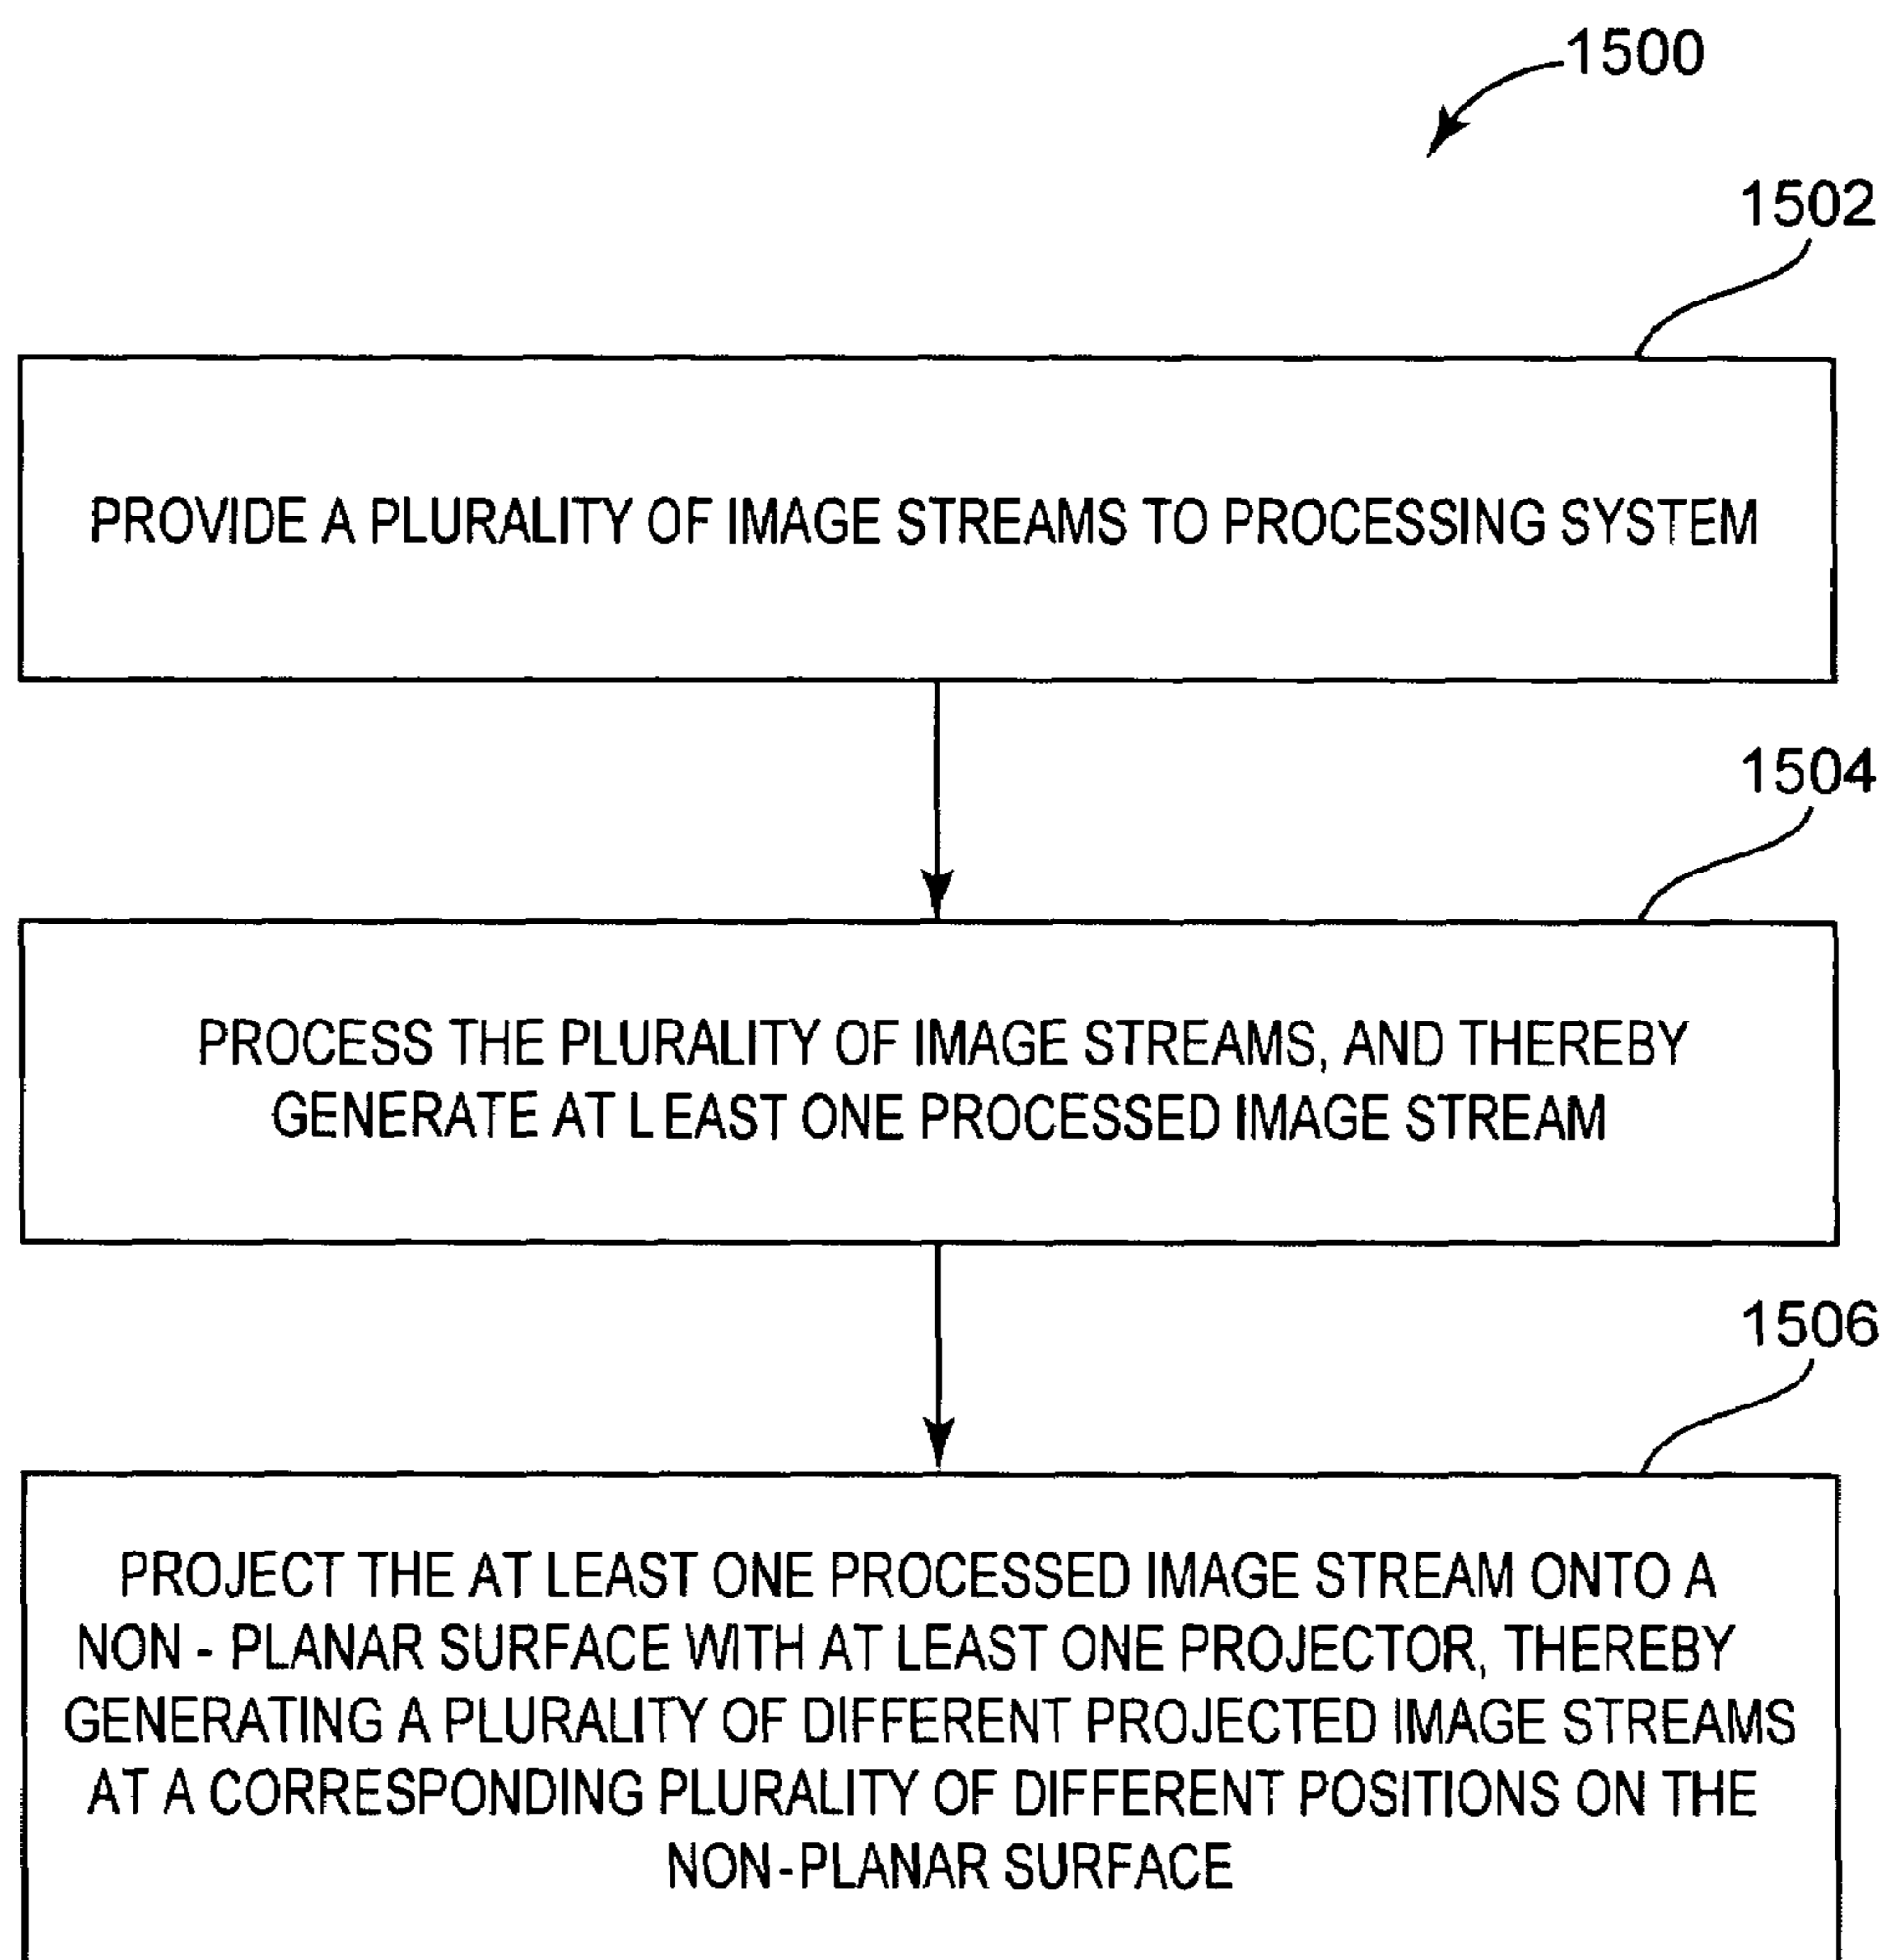 1500
1502
PROVIDE A PLURALITY OF IMAGE STREAMS TO PROCESSING SYSTEM
1504
PROCESS THE PLURALITY OF IMAGE STREAMS, AND THEREBY
GENERATE AT LEAST ONE PROCESSED IMAGE STREAM
1506
PROJECT THE AT LEAST ONE PROCESSED IMAGE STREAM ONTO A
NON - PLANAR SURFACE WITH AT LEAST ONE PROJECTOR, THEREBY
GENERATING A PLURALITY OF DIFFERENT PROJECTED IMAGE STREAMS
AT A CORRESPONDING PLURALITY OF DIFFERENT POSITIONS ON THE
NON-PLANAR SURFACE